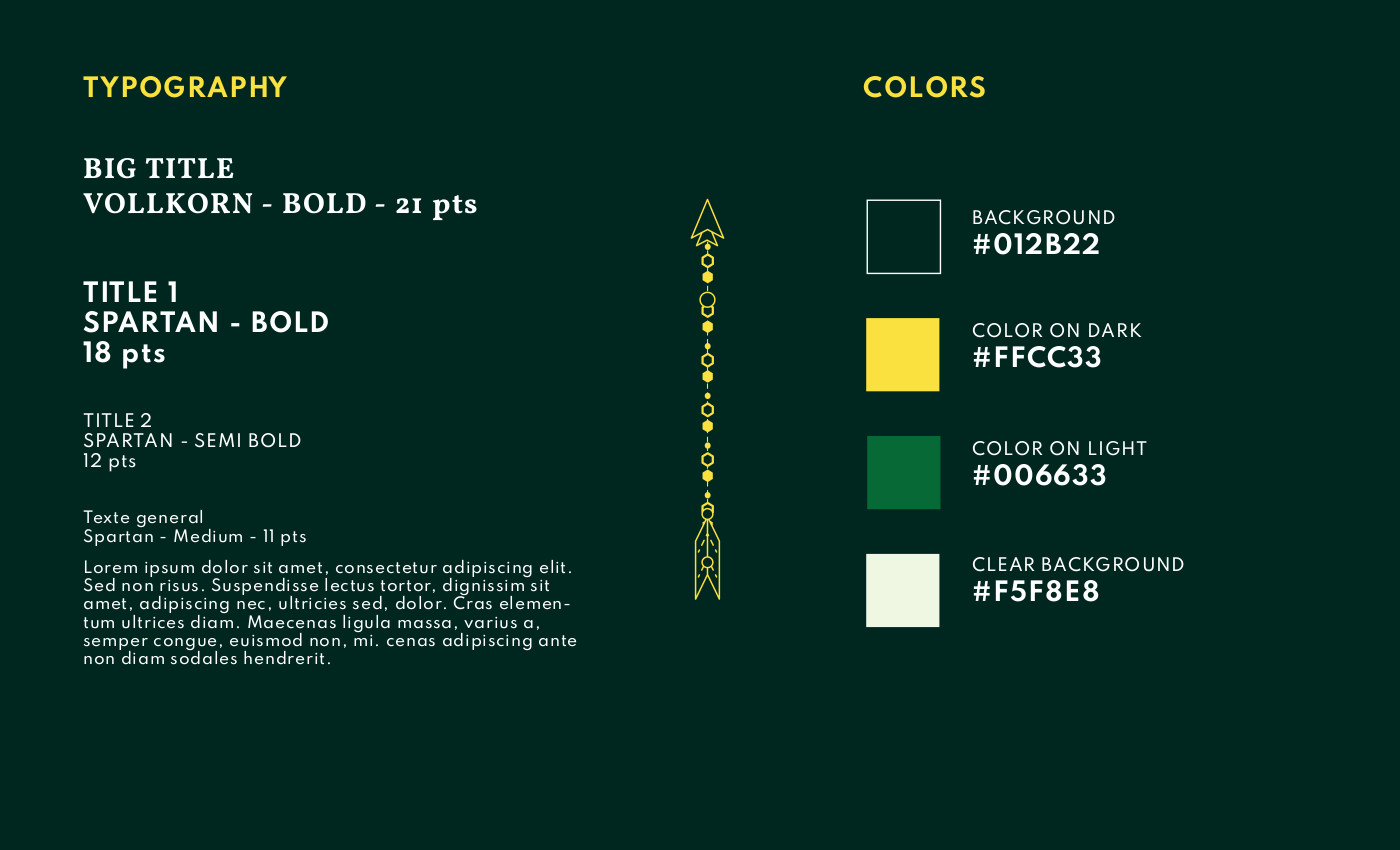 TYPOGRAPHY
BIG TITLE
VOLLKORN - BOLD - 21 pts
TITLE 1
SPARTAN - BOLD
18 pts
TITLE 2
SPARTAN - SEMI BOLD
12 pts
Texte general
Spartan - Medium - 11 pts
Lorem ipsum dolor sit amet, consectetur adipiscing elit.
Sed non risus. Suspendisse lectus tortor, dignissim sit
amet, adipiscing nec, ultricies sed, dolor. Cras elemen-
tum ultrices diam. Maecenas ligula massa, varius a,
semper congue, euismod non, mi. cenas adipiscing ante
non diam sodales hendrerit.
COLORS
BACKGROUND
#012B22
COLOR ON DARK
#FFCC33
COLOR ON LIGHT
#006633
CLEAR BACKGROUND
#F5F8E8